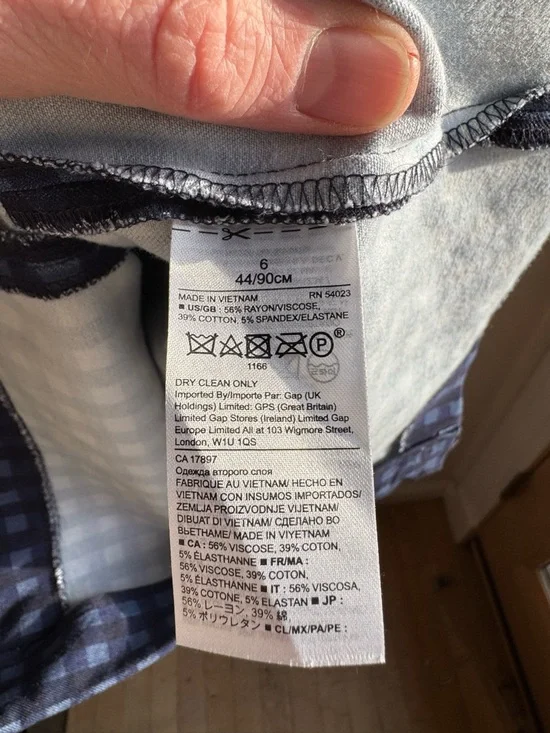 6
44/90CM
MADE IN VIETNAM RN 54023
■ US/GB : 56% RAYON/VISCOSE,
39% COTTON, 5% SPANDEX/ELASTANE
P ®
1166
DRY CLEAN ONLY
Imported By/Importe Par: Gap (UK
Holdings) Limited: GPS (Great Britain)
Limited Gap Stores (Ireland) Limited Gap
Europe Limited All at 103 Wigmore Street,
London, W1U 1QS
CA 17897
Одежда второго слоя
FABRIQUE AU VIETNAM/ HECHO EN
VIETNAM CON INSUMOS IMPORTADOS/
ZEMLJA PROIZVODNJE VIJETNAM/
DIBUAT DI VIETNAM/ СДЕЛАНО ВО
ВЬЕТНАМЕ/ MADE IN VIYETNAM
■ CA : 56% VISCOSE, 39% COTON,
5% ÉLASTHANNE ■ FR/MA :
56% VISCOSE, 39% COTON,
5% ÉLASTHANNE ■ IT : 56% VISCOSA,
39% COTONE, 5% ELASTAN ■ JP :
56% レーヨン, 39% 綿,
5% ポリウレタン ■ CL/MX/PA/PE :